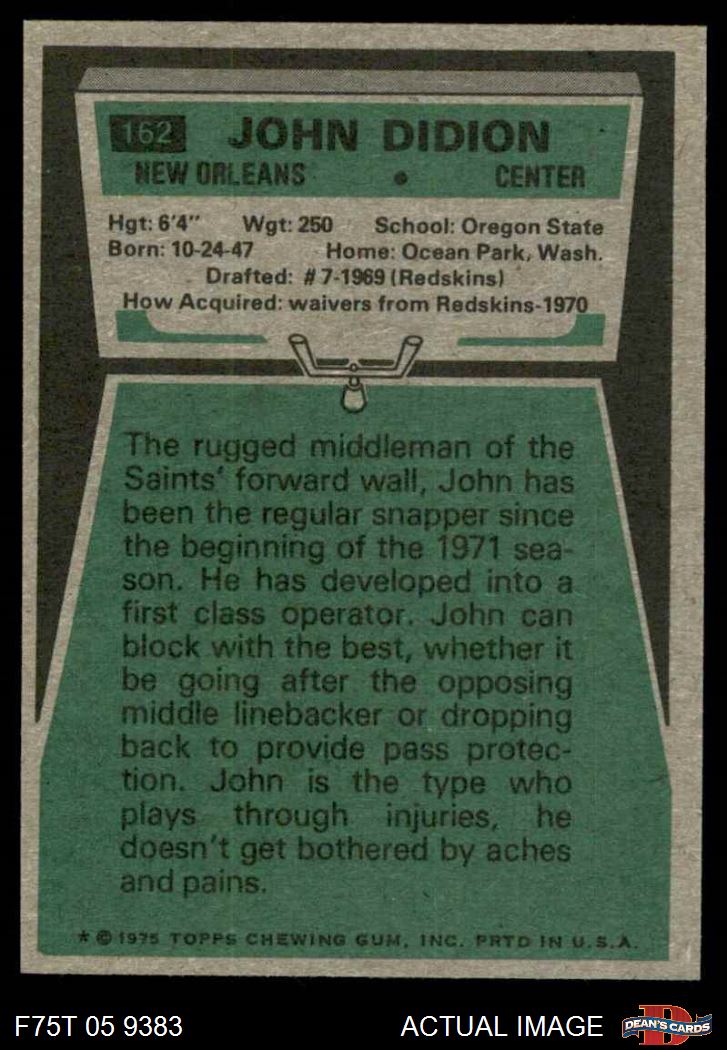 162 JOHN DIDION
NEW ORLEANS • CENTER
Hgt: 6'4" Wgt: 250 School: Oregon State
Born: 10-24-47 Home: Ocean Park, Wash.
Drafted: #7-1969 (Redskins)
How Acquired: waivers from Redskins-1970
The rugged middleman of the
Saints' forward wall, John has
been the regular snapper since
the beginning of the 1971 sea-
son. He has developed into a
first class operator. John can
block with the best, whether it
be going after the opposing
middle linebacker or dropping
back to provide pass protec-
tion. John is the type who
plays through injuries, he
doesn't get bothered by aches
and pains.
* © 1975 TOPPS CHEWING GUM, INC. PRTD IN U.S.A.
F75T 05 9383 ACTUAL IMAGE D DEAN'S CARDS